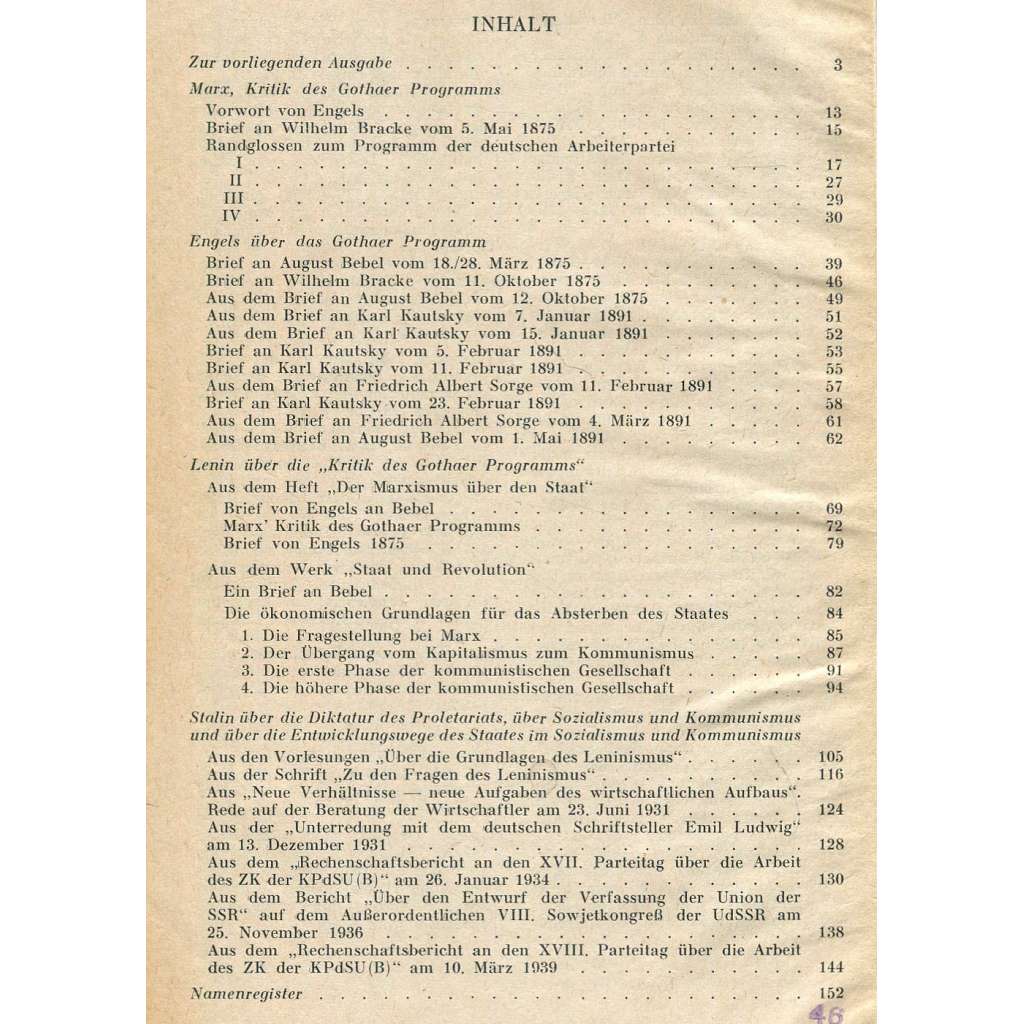 INHALT
Zur vorliegenden Ausgabe . . . . . . . . . . . . . . . . . . 3
Marx, Kritik des Gothaer Programms
Vorwort von Engels . . . . . . . . . . . . . . . . . . . 13
Brief an Wilhelm Bracke vom 5. Mai 1875 . . . . . . . . . . . 15
Randglossen zum Programm der deutschen Arbeiterpartei
I . . . . . . . . . . . . . . . . . . . . . . . . . 17
II . . . . . . . . . . . . . . . . . . . . . . . . . 27
III . . . . . . . . . . . . . . . . . . . . . . . . . 29
IV . . . . . . . . . . . . . . . . . . . . . . . . . 30
Engels über das Gothaer Programm
Brief an August Bebel vom 18./28. März 1875 . . . . . . . . . . 39
Brief an Wilhelm Bracke vom 11. Oktober 1875 . . . . . . . . . 46
Aus dem Brief an August Bebel vom 12. Oktober 1875 . . . . . . . 49
Aus dem Brief an Karl Kautsky vom 7. Januar 1891 . . . . . . . . 51
Aus dem Brief an Karl Kautsky vom 15. Januar 1891 . . . . . . . 52
Brief an Karl Kautsky vom 5. Februar 1891 . . . . . . . . . . . 53
Brief an Karl Kautsky vom 11. Februar 1891 . . . . . . . . . . 55
Aus dem Brief an Friedrich Albert Sorge vom 11. Februar 1891 . . . . 57
Brief an Karl Kautsky vom 23. Februar 1891 . . . . . . . . . . 58
Aus dem Brief an Friedrich Albert Sorge vom 4. März 1891 . . . . . 61
Aus dem Brief an August Bebel vom 1. Mai 1891 . . . . . . . . . 62
Lenin über die „Kritik des Gothaer Programms“
Aus dem Heft „Der Marxismus über den Staat“
Brief von Engels an Bebel . . . . . . . . . . . . . . . . 69
Marx’ Kritik des Gothaer Programms . . . . . . . . . . . . 72
Brief von Engels 1875 . . . . . . . . . . . . . . . . . 79
Aus dem Werk „Staat und Revolution“
Ein Brief an Bebel . . . . . . . . . . . . . . . . . . . 82
Die ökonomischen Grundlagen für das Absterben des Staates . . . 84
1. Die Fragestellung bei Marx . . . . . . . . . . . . . . 85
2. Der Übergang vom Kapitalismus zum Kommunismus . . . . . 87
3. Die erste Phase der kommunistischen Gesellschaft . . . . . . 91
4. Die höhere Phase der kommunistischen Gesellschaft . . . . . . 94
Stalin über die Diktatur des Proletariats, über Sozialismus und Kommunismus
und über die Entwicklungswege des Staates im Sozialismus und Kommunismus
Aus den Vorlesungen „Über die Grundlagen des Leninismus“ . . . . . . 105
Aus der Schrift „Zu den Fragen des Leninismus“ . . . . . . . . . . 116
Aus „Neue Verhältnisse — neue Aufgaben des wirtschaftlichen Aufbaus“.
Rede auf der Beratung der Wirtschaftler am 23. Juni 1931 . . . . . . 124
Aus der „Unterredung mit dem deutschen Schriftsteller Emil Ludwig“
am 13. Dezember 1931 . . . . . . . . . . . . . . . . . . . 128
Aus dem „Rechenschaftsbericht an den XVII. Parteitag über die Arbeit
des ZK der KPdSU(B)“ am 26. Januar 1934 . . . . . . . . . . . . 130
Aus dem Bericht „Über den Entwurf der Verfassung der Union der
SSR“ auf dem Außerordentlichen VIII. Sowjetkongreß der UdSSR am
25. November 1936 . . . . . . . . . . . . . . . . . . . . 138
Aus dem „Rechenschaftsbericht an den XVIII. Parteitag über die Arbeit
des ZK der KPdSU(B)“ am 10. März 1939 . . . . . . . . . . . . 144
Namenregister . . . . . . . . . . . . . . . . . . . . . . 152
46